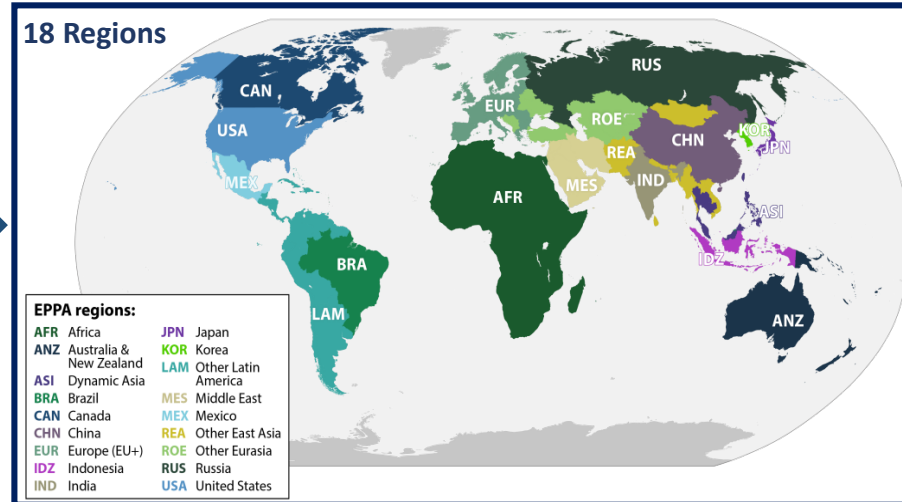 18 Regions
RUS
CAN
EUR
USA
ROE
KOR
CHN
JPN
REA
MEX
IND
MES
AFR
ASI
IDZ
BRA
LAM
ANZ
EPPA regions:
AFR Africa
ANZ Australia &
New Zealand
ASI Dynamic Asia
BRA Brazil
CAN Canada
CHN China
EUR Europe (EU+)
IDZ Indonesia
IND India
JPN Japan
KOR Korea
LAM Other Latin
America
MES Middle East
MEX Mexico
REA Other East Asia
ROE Other Eurasia
RUS Russia
USA United States